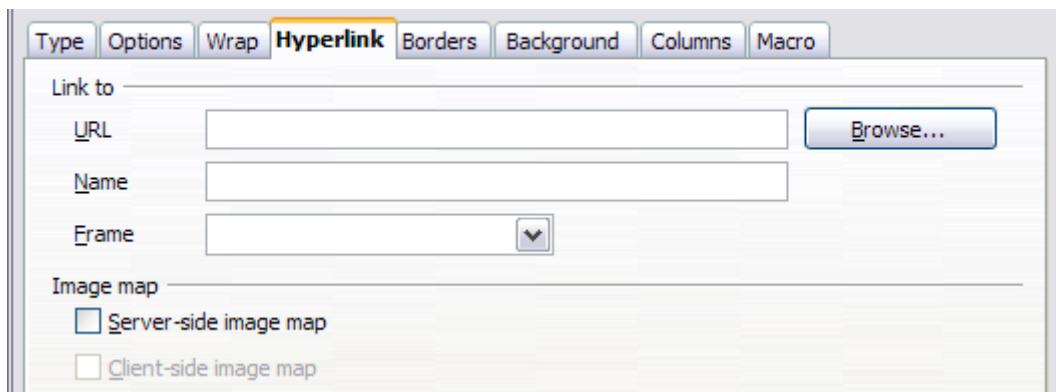 Type Options Wrap Hyperlink Borders Background Columns Macro
Link to
URL Browse...
Name
Frame
Image map
Server-side image map
Client-side image map